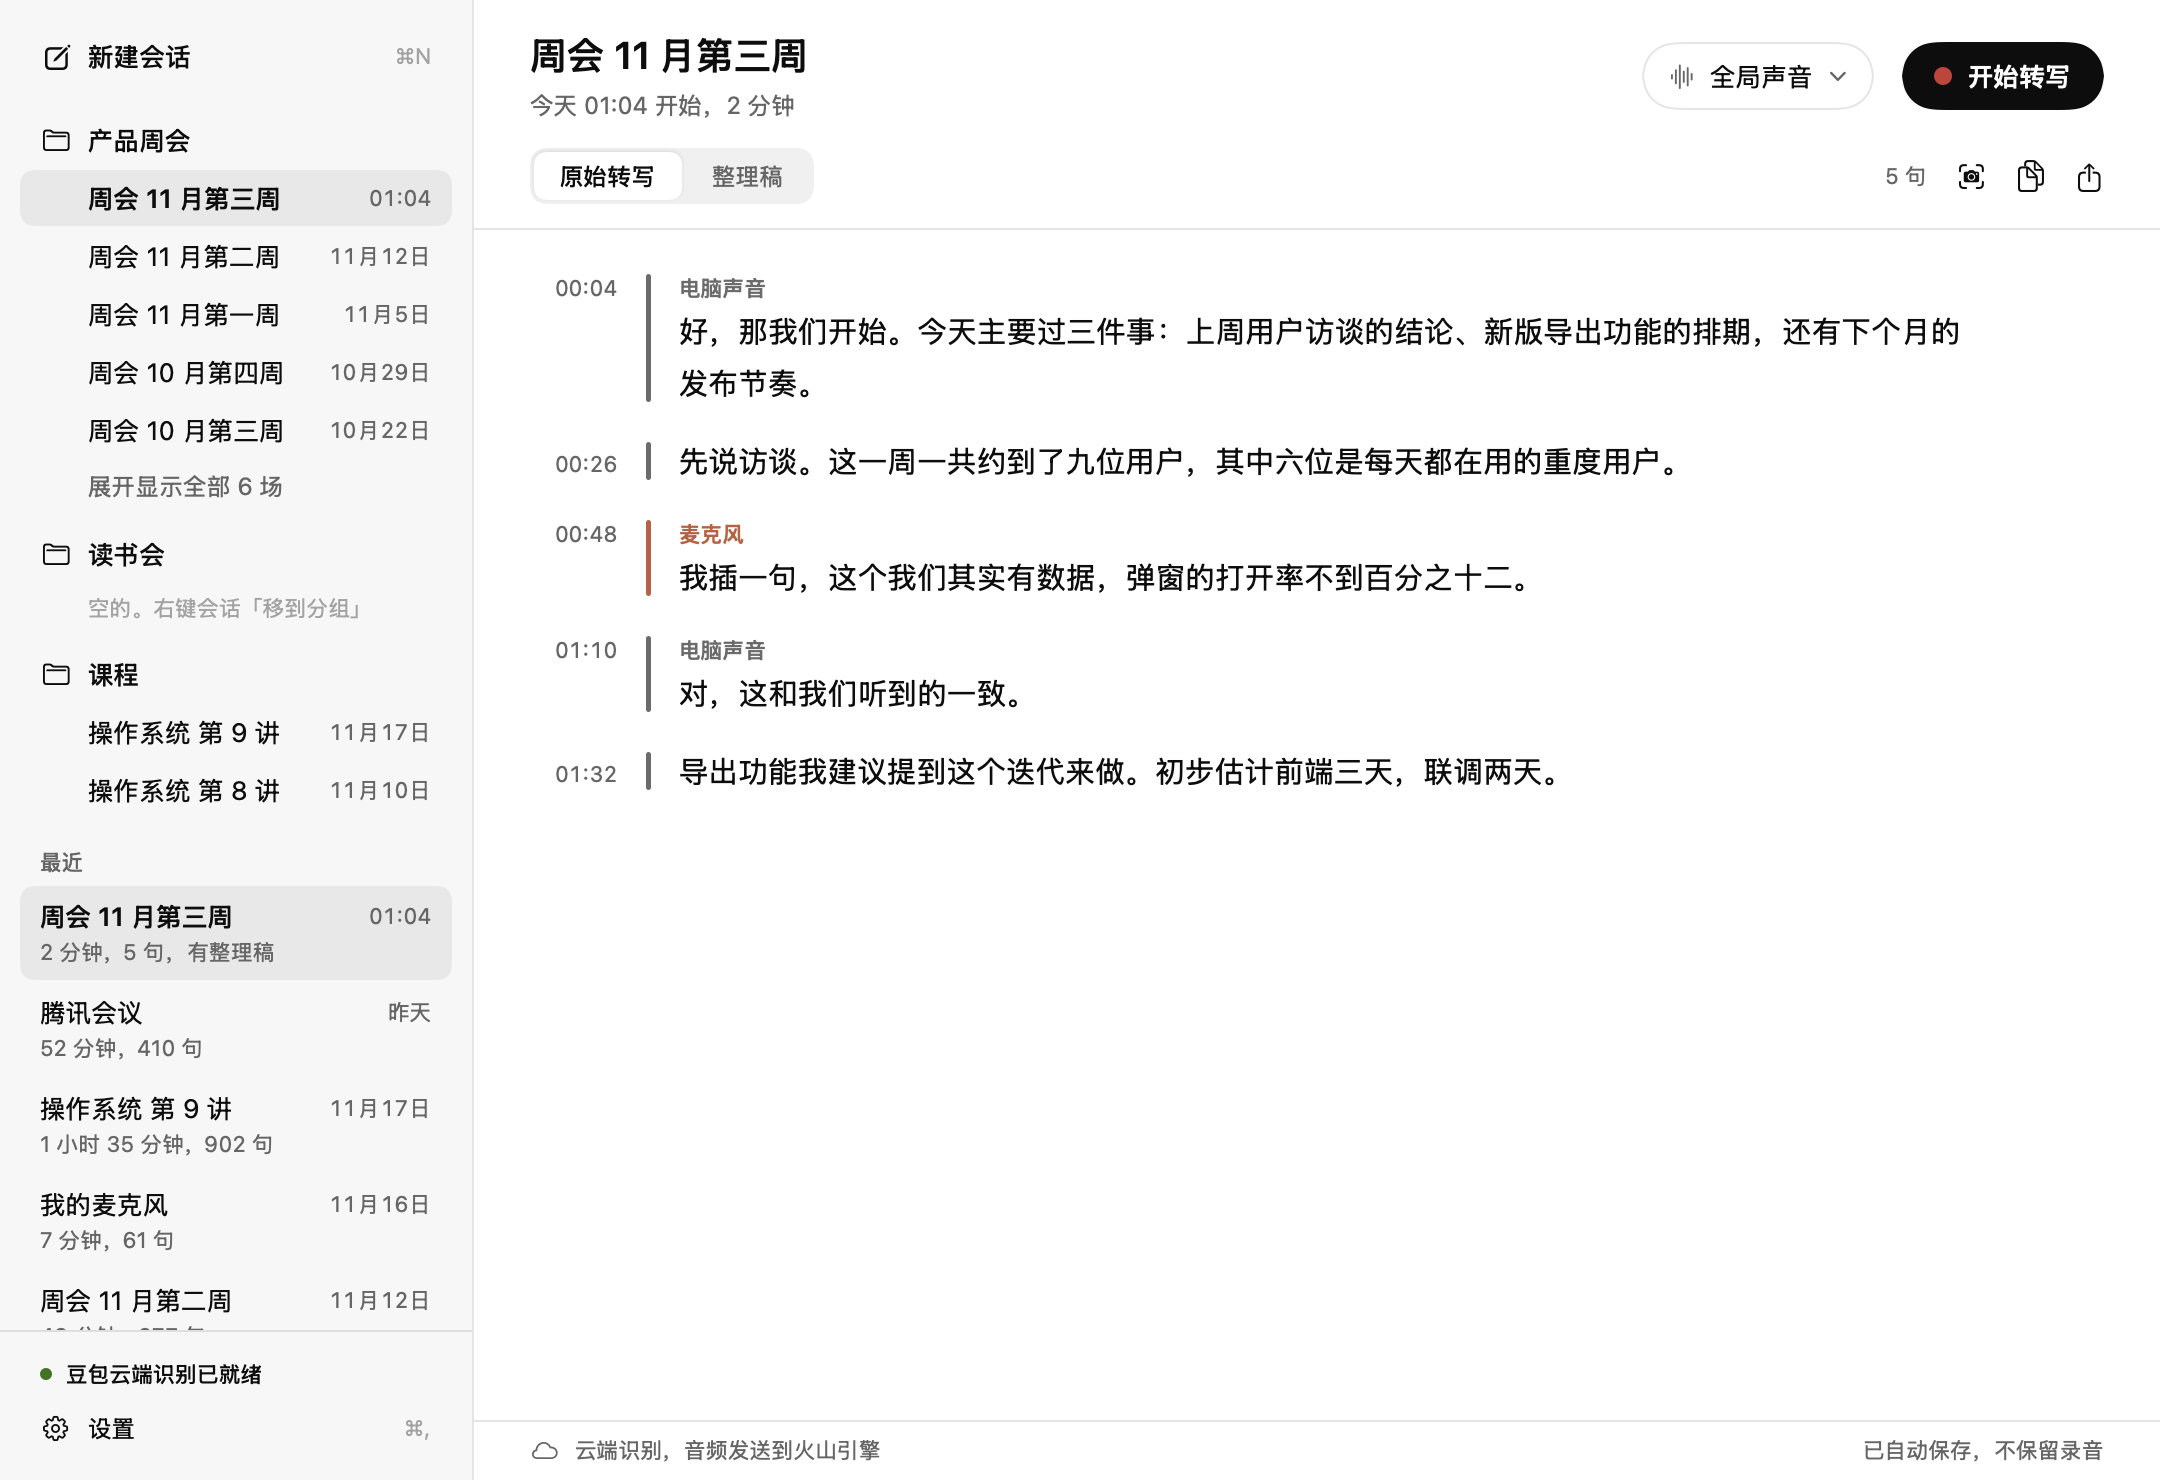 新建会话 ⌘N
产品周会
周会 11 月第三周 01:04
周会 11 月第二周 11月12日
周会 11 月第一周 11月5日
周会 10 月第四周 10月29日
周会 10 月第三周 10月22日
展开显示全部 6 场
读书会
空的。右键会话「移到分组」
课程
操作系统 第 9 讲 11月17日
操作系统 第 8 讲 11月10日
最近
周会 11 月第三周 01:04
2 分钟，5 句，有整理稿
腾讯会议 昨天
52 分钟，410 句
操作系统 第 9 讲 11月17日
1 小时 35 分钟，902 句
我的麦克风 11月16日
7 分钟，61 句
周会 11 月第二周 11月12日
豆包云端识别已就绪
设置 ⌘,
周会 11 月第三周
今天 01:04 开始，2 分钟
全局声音
开始转写
原始转写 整理稿
5 句
00:04 电脑声音
好，那我们开始。今天主要过三件事：上周用户访谈的结论、新版导出功能的排期，还有下个月的
发布节奏。
00:26 先说访谈。这一周一共约到了九位用户，其中六位是每天都在用的重度用户。
00:48 麦克风
我插一句，这个我们其实有数据，弹窗的打开率不到百分之十二。
01:10 电脑声音
对，这和我们听到的一致。
01:32 导出功能我建议提到这个迭代来做。初步估计前端三天，联调两天。
云端识别，音频发送到火山引擎
已自动保存，不保留录音